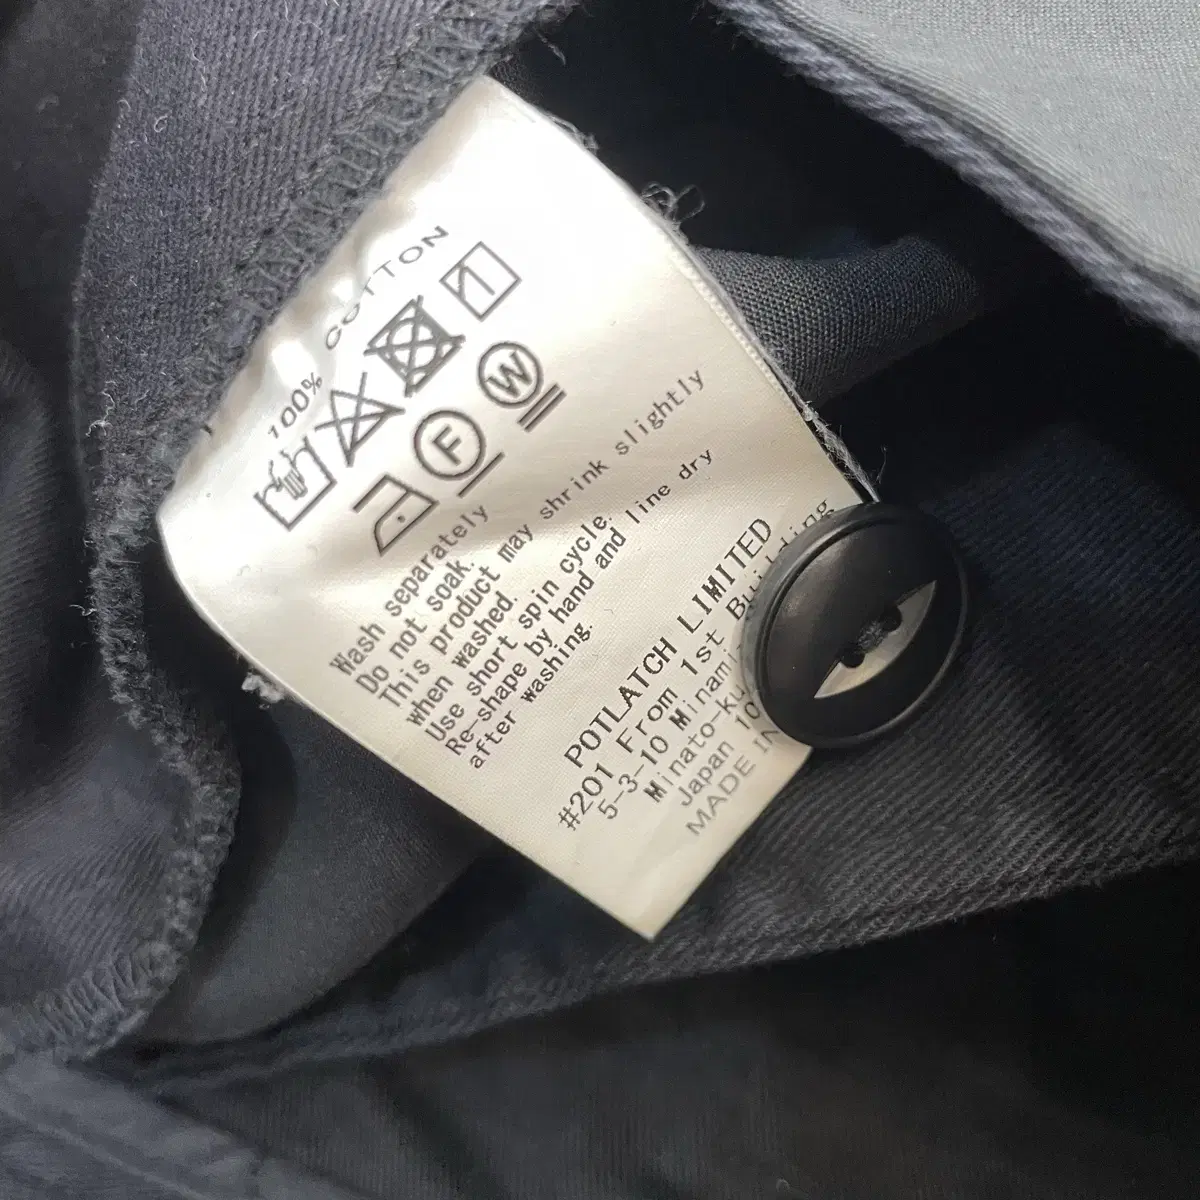 100% COTTON
F W
Wash separately
Do not soak.
This product may shrink slightly
when washed.
Use short spin cycle.
Re-shape by hand and line dry
after washing.
POTLATCH LIMITED
#201 From 1st Building
5-3-10 Minami
Minato-ku
Japan 10
MADE IN